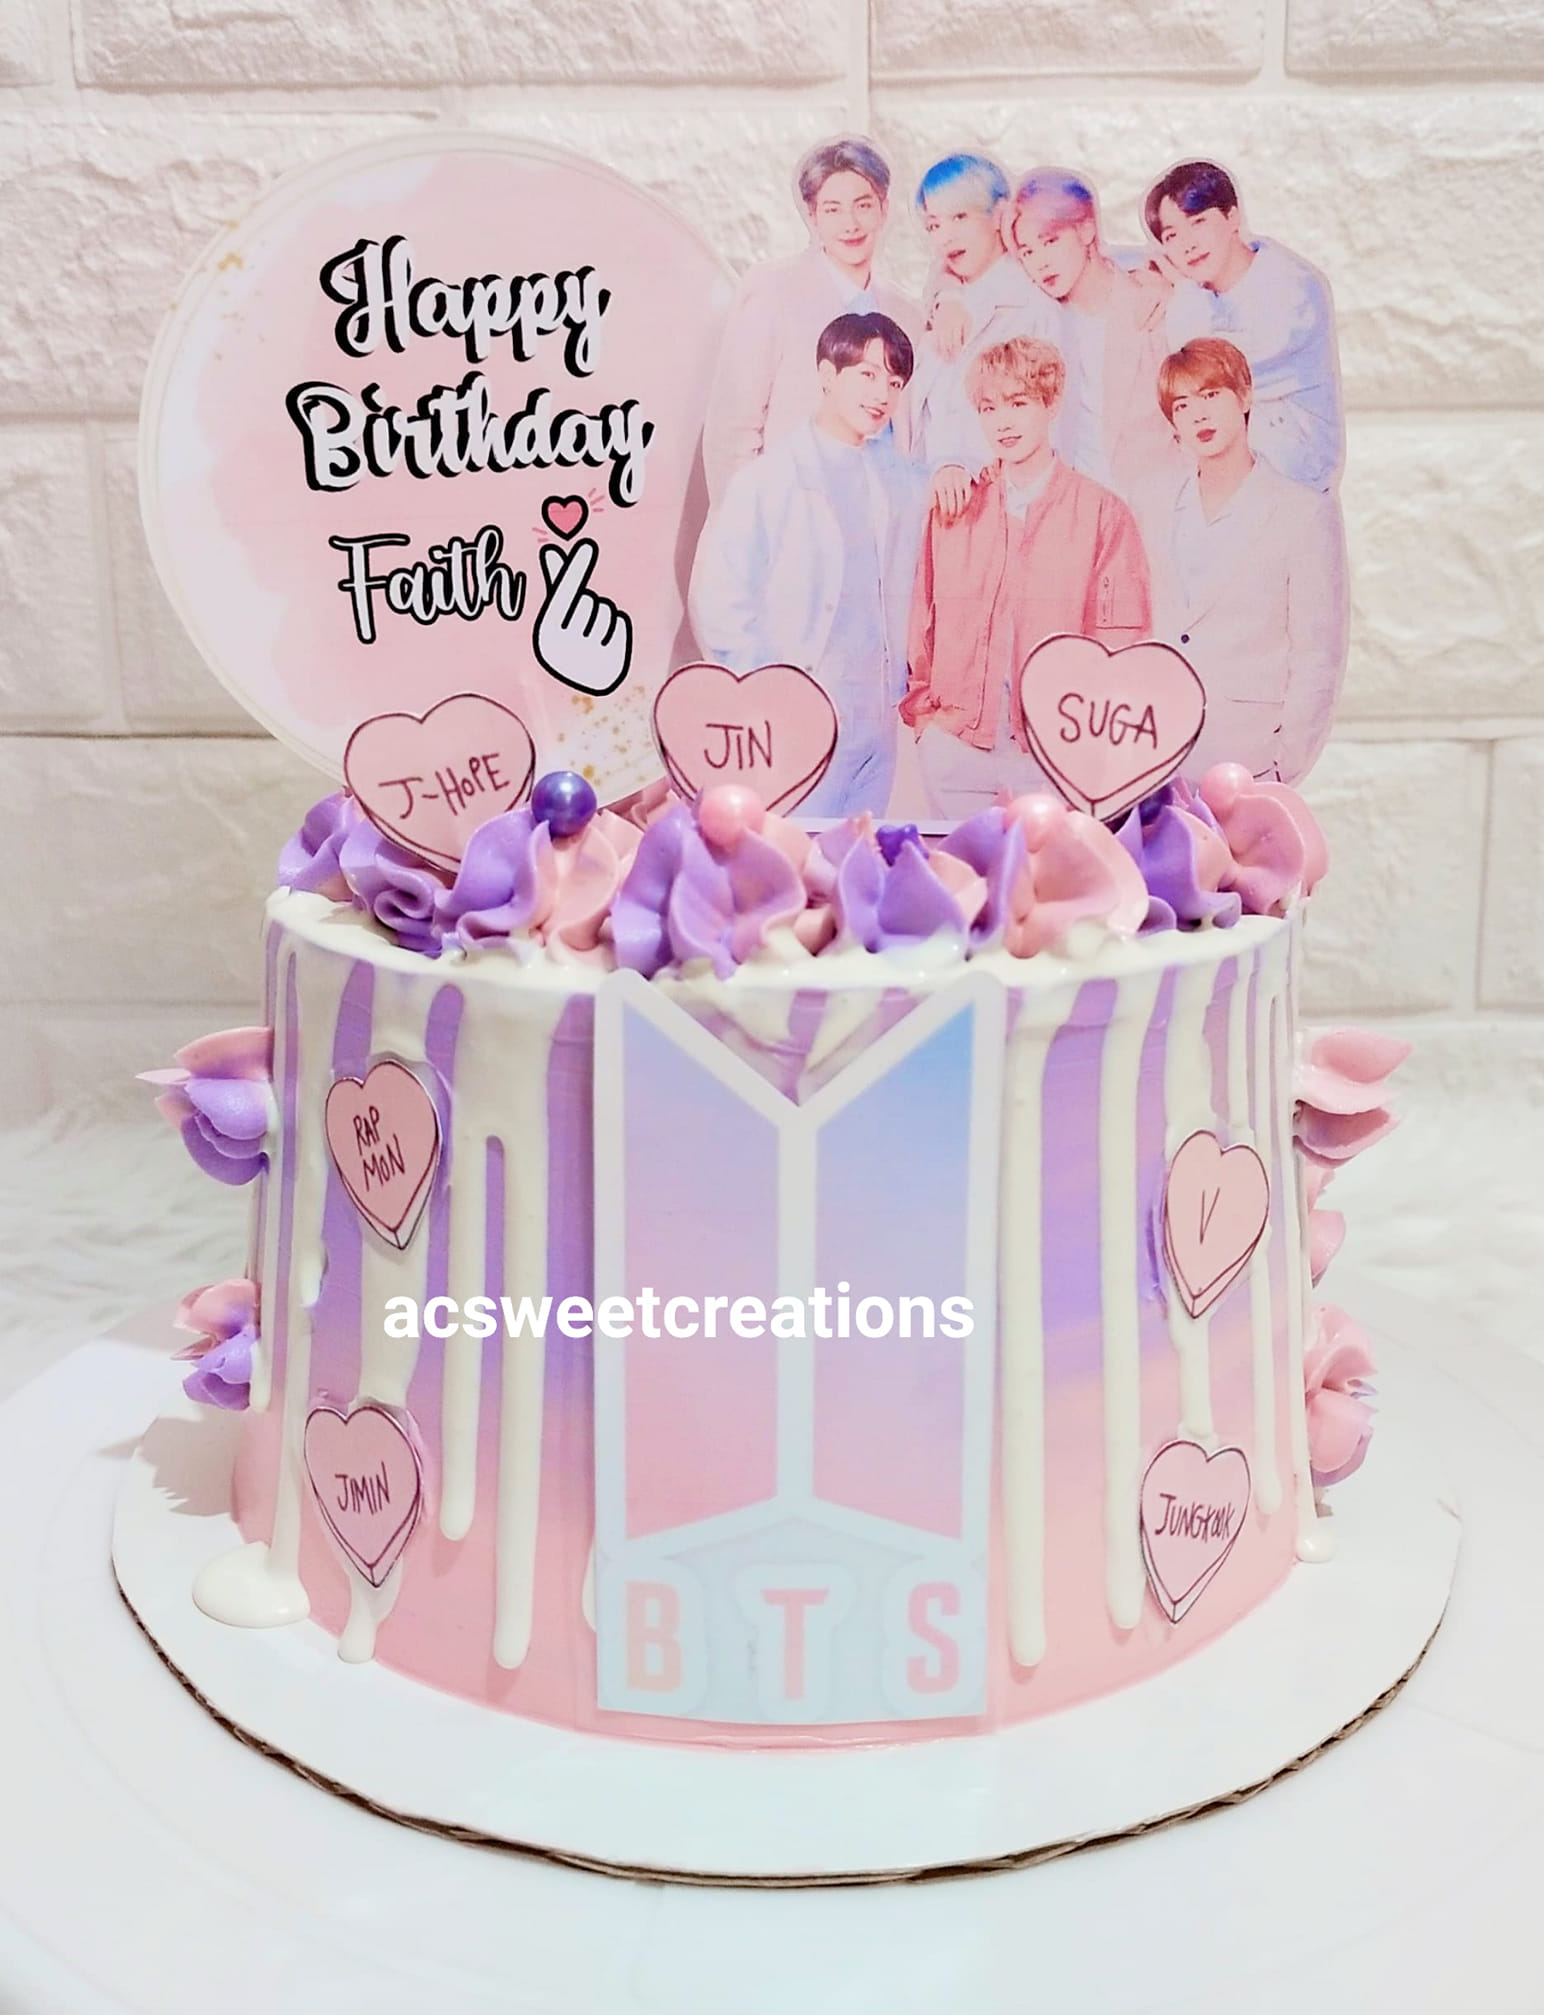 Happy
Birthday
Faith
J-HOPE
JIN
SUGA
RAP
MON
V
acsweetcreations
JIMIN
JUNGKOOK
BTS